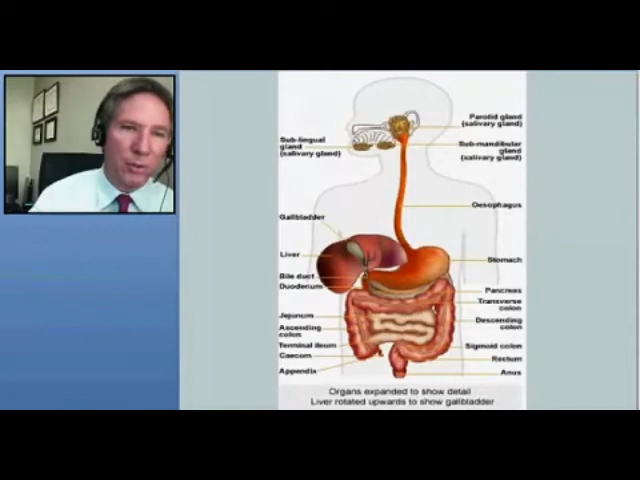 Parotid gland
(salivary gland)
Sub-lingual
gland
(salivary gland)
Sub-mandibular
gland
(salivary gland)
Oesophagus
Gallbladder
Liver
Stomach
Bile duct
Duodenum
Pancreas
Transverse
colon
Jejunum
Descending
colon
Ascending
colon
Terminal ileum
Sigmoid colon
Caecum
Rectum
Appendix
Anus
Organs expanded to show detail
Liver rotated upwards to show gallbladder